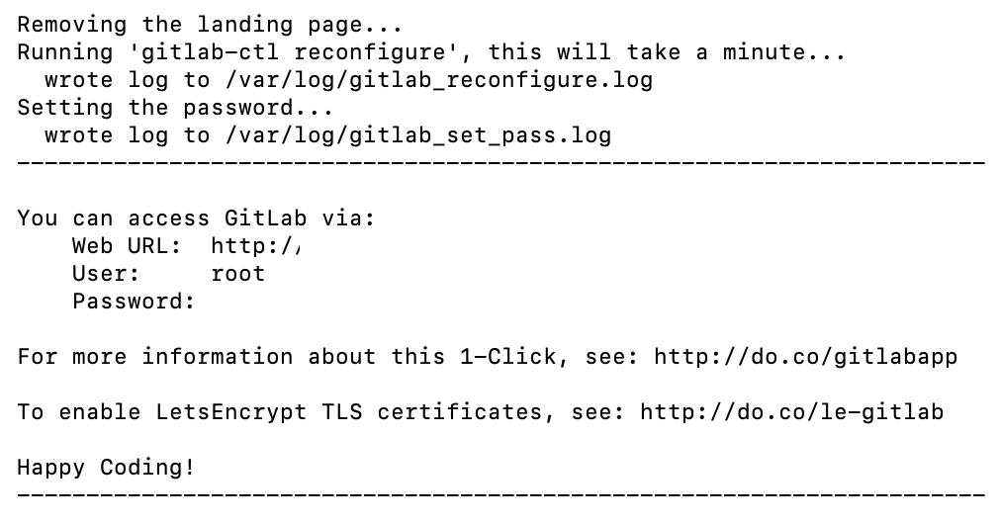 Removing the landing page...
Running 'gitlab-ctl reconfigure', this will take a minute...
  wrote log to /var/log/gitlab_reconfigure.log
Setting the password...
  wrote log to /var/log/gitlab_set_pass.log
----------------------------------------------------------------------
You can access GitLab via:
    Web URL:  http://
    User:     root
    Password:
For more information about this 1-Click, see: http://do.co/gitlabapp
To enable LetsEncrypt TLS certificates, see: http://do.co/le-gitlab
Happy Coding!
----------------------------------------------------------------------